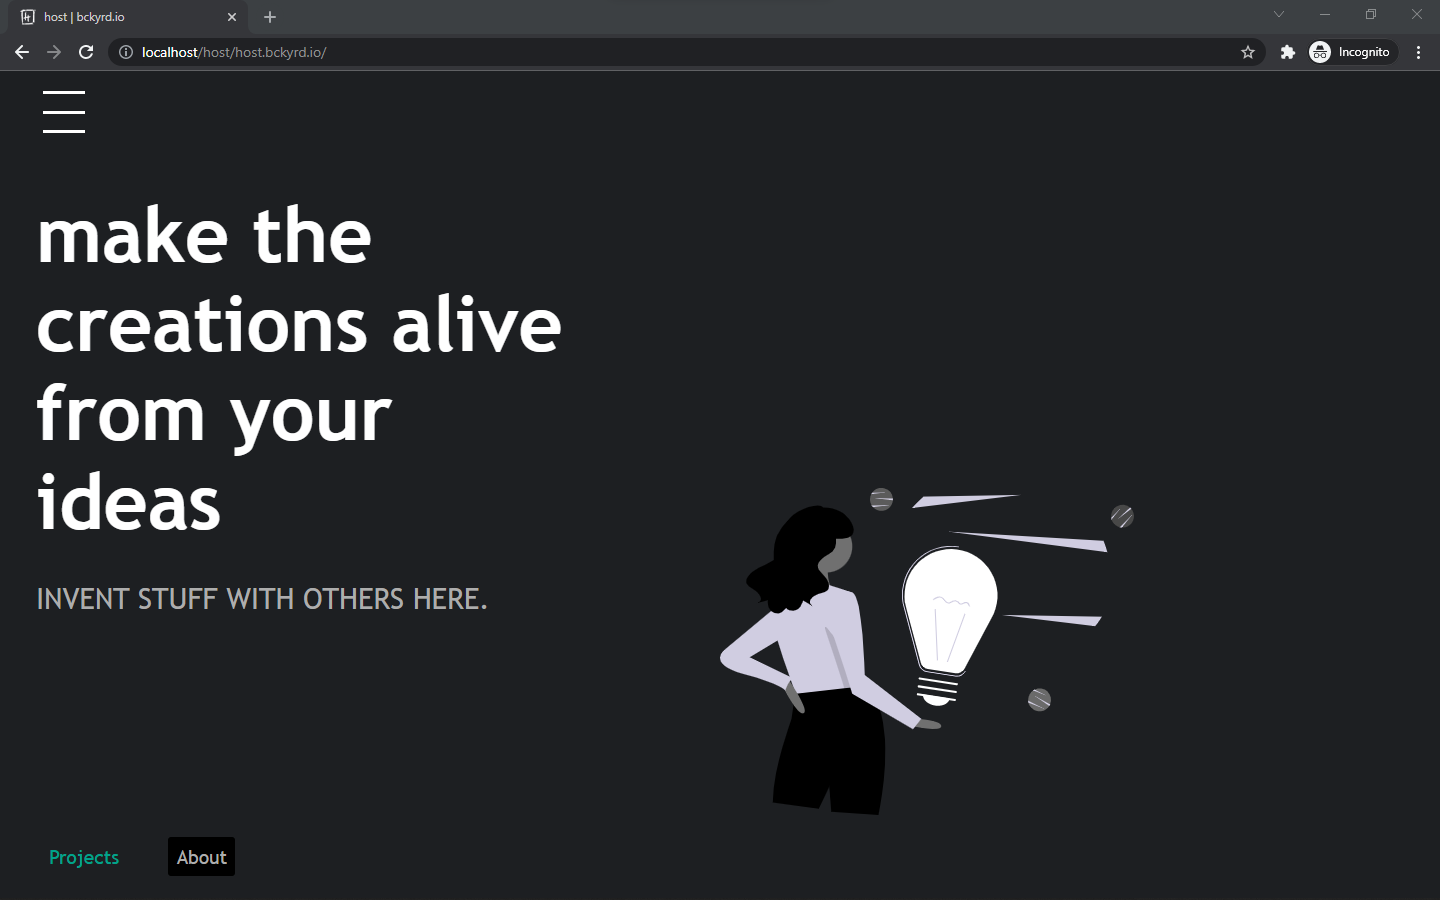 host | bckyrd.io
localhost/host/host.bckyrd.io/
Incognito
make the
creations alive
from your
ideas
INVENT STUFF WITH OTHERS HERE.
Projects
About